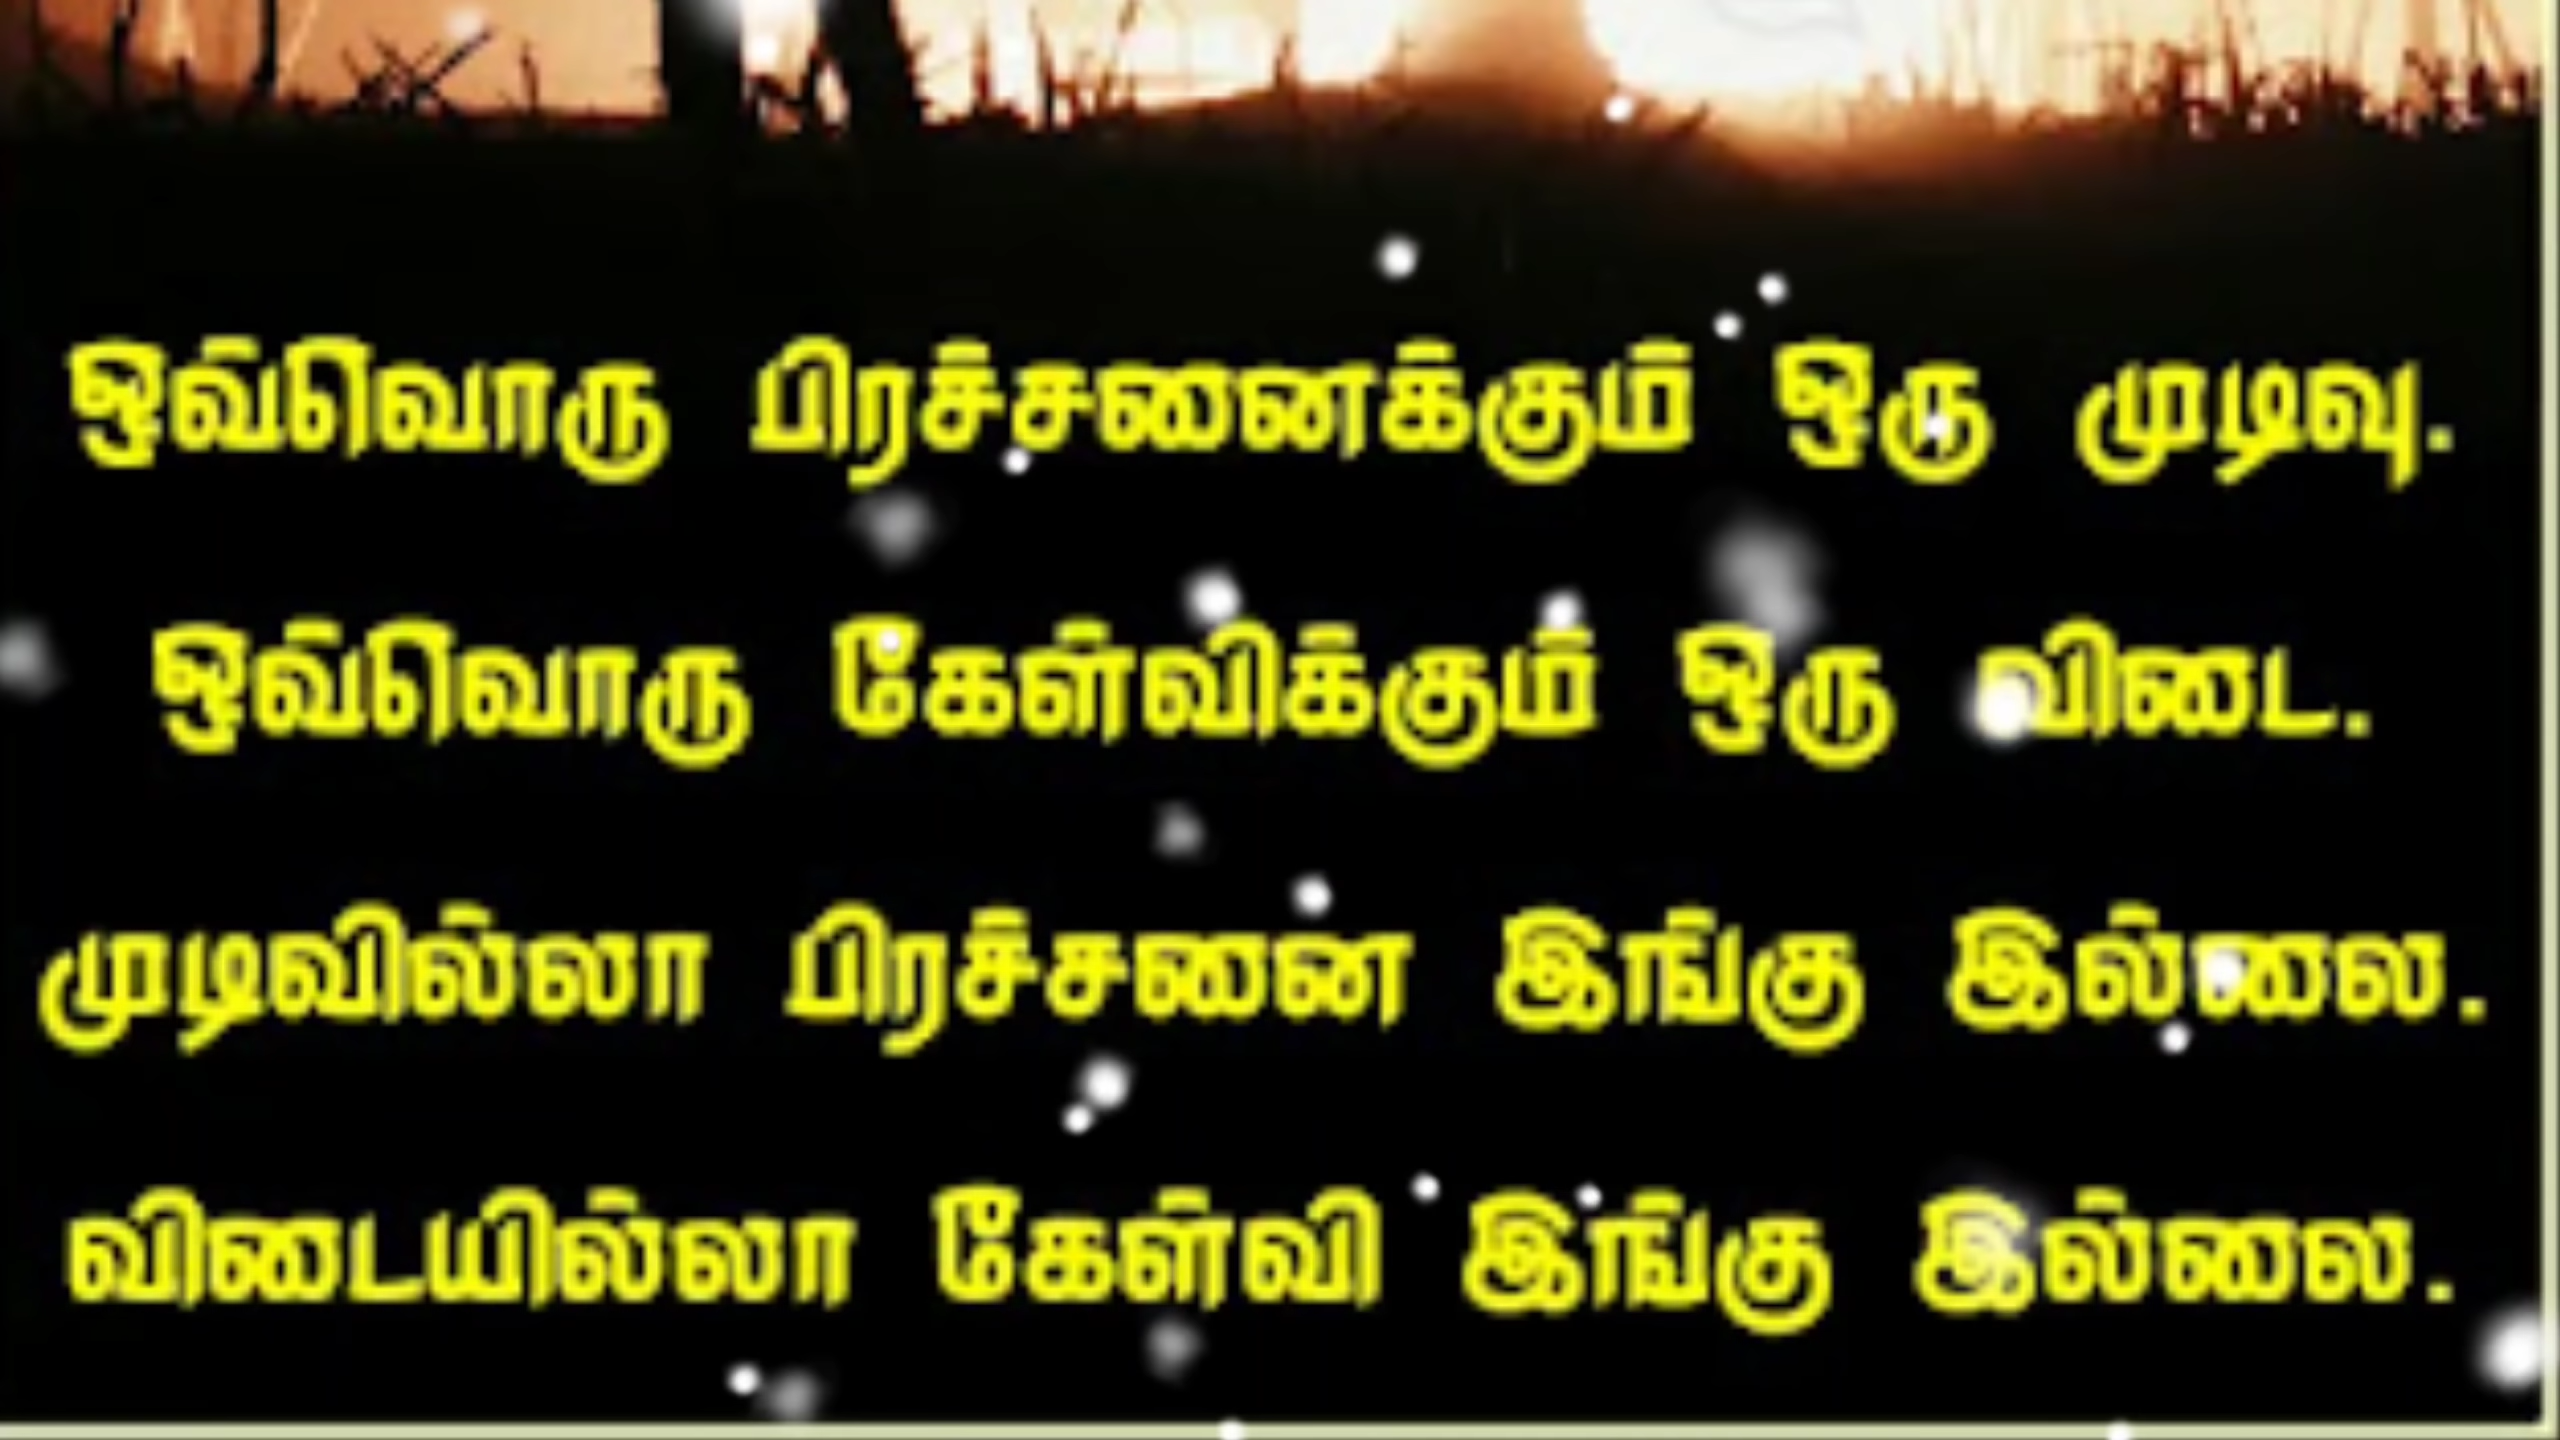 ஒவ்வொரு பிரச்சனைக்கும் ஒரு முடிவு.
ஒவ்வொரு கேள்விக்கும் ஒரு விடை.
முடிவில்லா பிரச்சனை இங்கு இல்லை.
விடையில்லா கேள்வி இங்கு இல்லை.